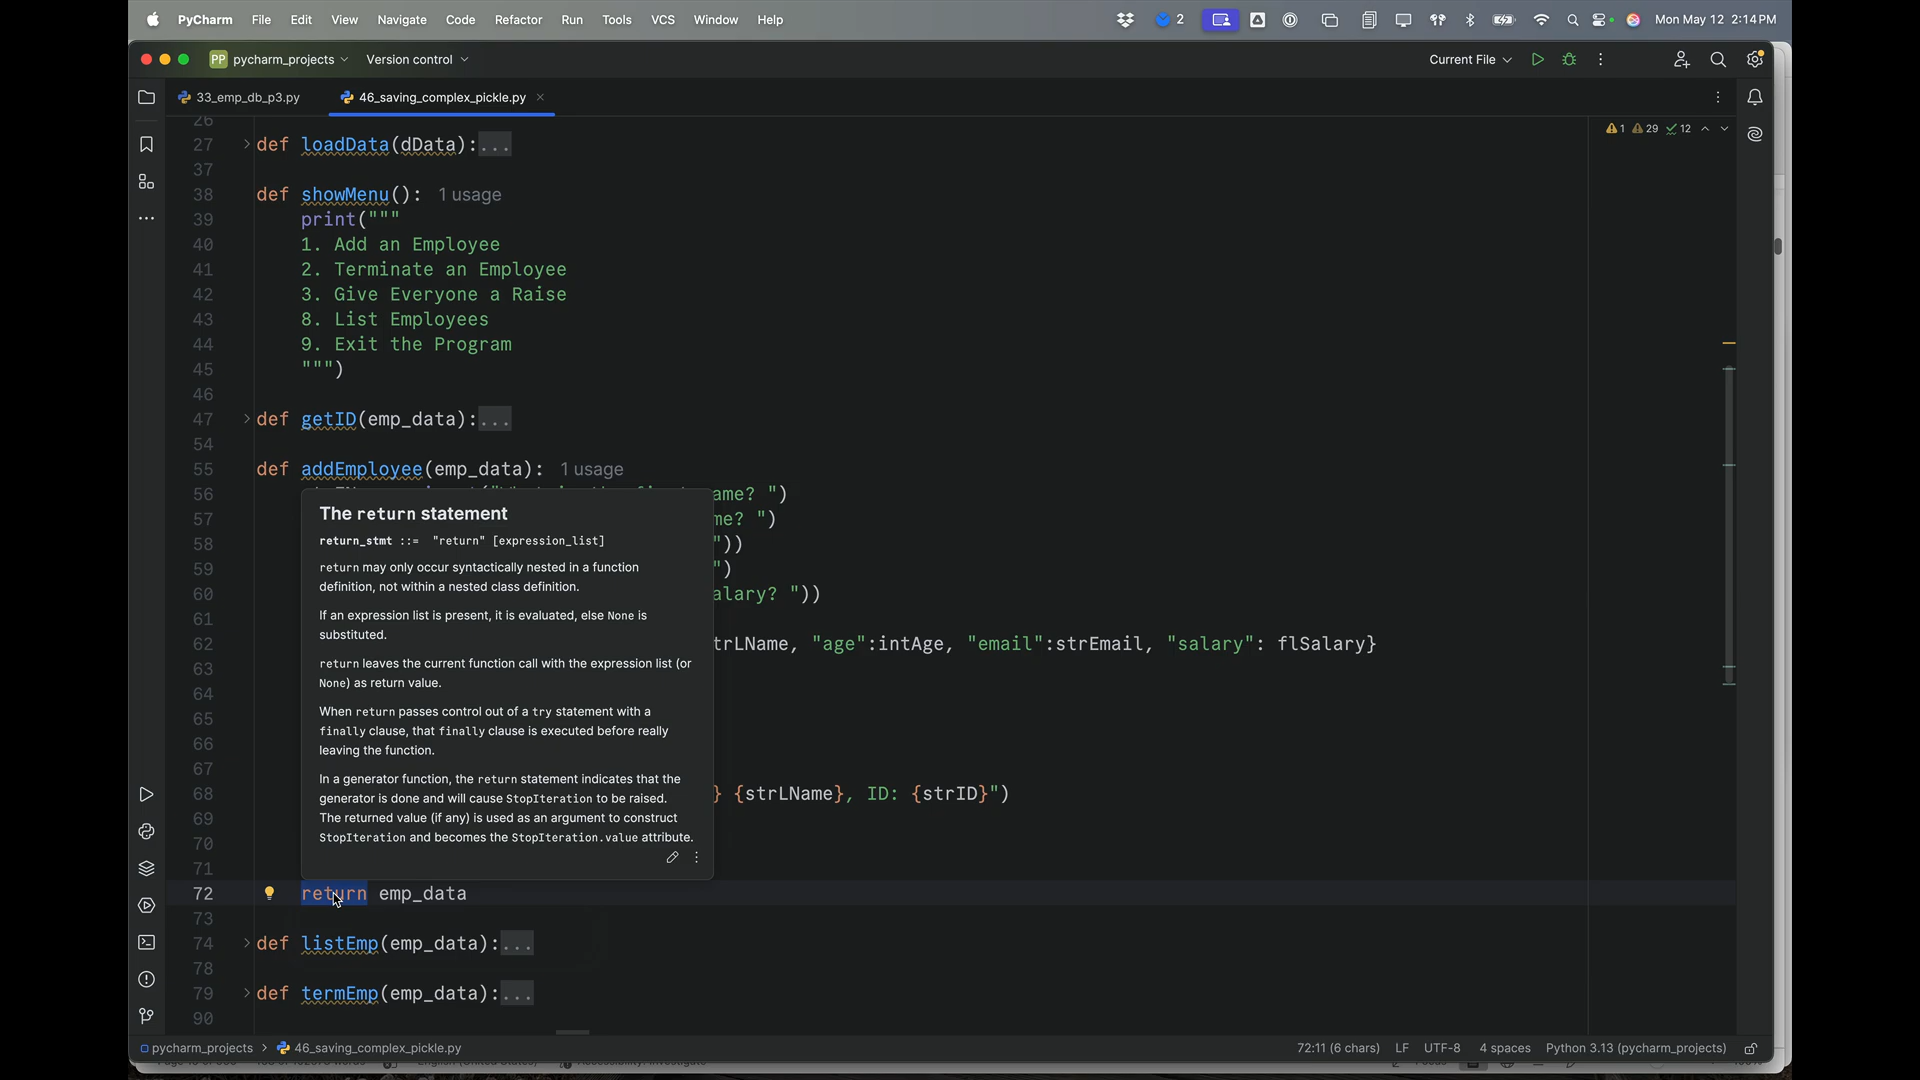 PyCharm File Edit View Navigate Code Refactor Run Tools VCS Window Help 2 Mon May 12 2:14 PM
PP pycharm_projects Version control Current File
33_emp_db_p3.py 46_saving_complex_pickle.py
26
27 def loadData(dData):... 1 29 12
37
38 def showMenu(): 1 usage
39 print("""
40 1. Add an Employee
41 2. Terminate an Employee
42 3. Give Everyone a Raise
43 8. List Employees
44 9. Exit the Program
45 """)
46
47 def getID(emp_data):...
54
55 def addEmployee(emp_data): 1 usage
56 ame? ")
57 me? ")
58 "))
59 ")
60 alary? "))
61
62 trLName, "age":intAge, "email":strEmail, "salary": flSalary}
63
64
65
66
67
68 } {strLName}, ID: {strID}")
69
70
71
The return statement
return_stmt ::= "return" [expression_list]
return may only occur syntactically nested in a function
definition, not within a nested class definition.
If an expression list is present, it is evaluated, else None is
substituted.
return leaves the current function call with the expression list (or
None) as return value.
When return passes control out of a try statement with a
finally clause, that finally clause is executed before really
leaving the function.
In a generator function, the return statement indicates that the
generator is done and will cause StopIteration to be raised.
The returned value (if any) is used as an argument to construct
StopIteration and becomes the StopIteration.value attribute.
72 return emp_data
73
74 def listEmp(emp_data):...
78
79 def termEmp(emp_data):...
90
pycharm_projects > 46_saving_complex_pickle.py 72:11 (6 chars) LF UTF-8 4 spaces Python 3.13 (pycharm_projects)